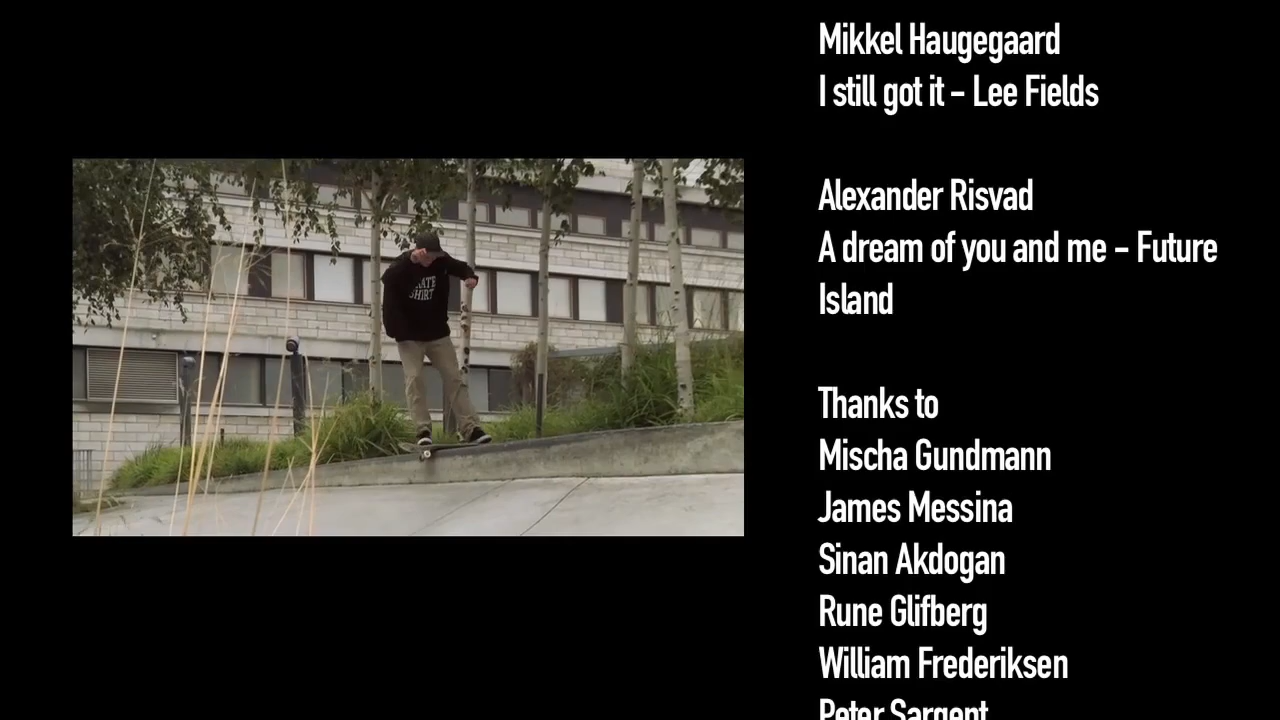 Mikkel Haugegaard
I still got it - Lee Fields
Alexander Risvad
A dream of you and me - Future
Island
Thanks to
Mischa Gundmann
James Messina
Sinan Akdogan
Rune Glifberg
William Frederiksen
Peter Sargent
SHIRT